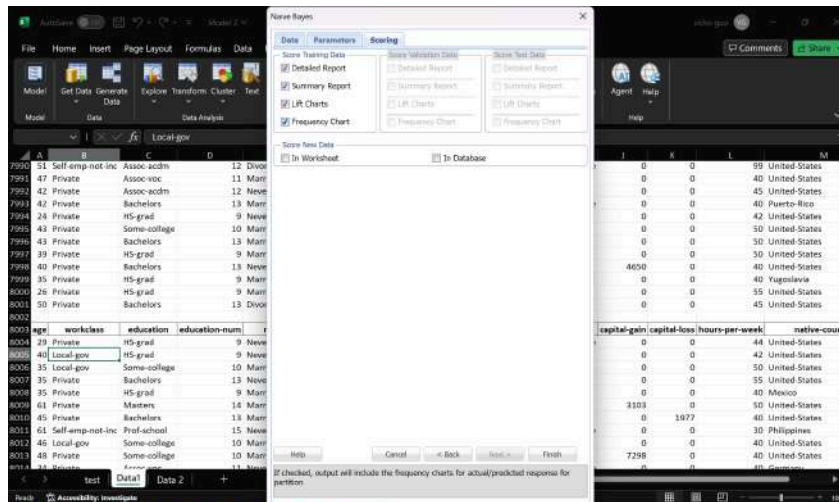 AutoSave
Naive Bayes
File Home Insert Page Layout Formulas Data
Comments Share
Data Parameters Scoring
Score Training Data Score Validation Data Score Test Data
Detailed Report Detailed Report Detailed Report
Summary Report Summary Report Summary Report
Lift Charts Lift Charts Lift Charts
Frequency Chart Frequency Chart Frequency Chart
Score New Data
In Worksheet In Database
Model Get Data Generate Data Explore Transform Cluster Text
Agent Help
Model Data Data Analysis Help
fx Local-gov
A B C D J K L M
7990 51 Self-emp-not-inc Assoc-acdm 12 0 0 99 United-States
7991 47 Private Assoc-voc 11 0 0 40 United-States
7992 42 Private Assoc-acdm 12 0 0 45 United-States
7993 42 Private Bachelors 13 0 0 40 Puerto-Rico
7994 24 Private HS-grad 9 0 0 42 United-States
7995 43 Private Some-college 10 0 0 50 United-States
7996 43 Private Bachelors 13 0 0 50 United-States
7997 39 Private HS-grad 9 0 0 50 United-States
7998 40 Private Bachelors 13 4650 0 40 United-States
7999 35 Private HS-grad 9 0 0 40 Yugoslavia
8000 26 Private HS-grad 9 0 0 55 United-States
8001 50 Private Bachelors 13 0 0 45 United-States
8002
8003 age workclass education education-num capital-gain capital-loss hours-per-week native-cou
8004 29 Private HS-grad 9 0 0 44 United-States
8005 40 Local-gov HS-grad 9 0 0 42 United-States
8006 35 Local-gov Some-college 10 0 0 50 United-States
8007 35 Private Bachelors 13 0 0 55 United-States
8008 35 Private HS-grad 9 0 0 40 Mexico
8009 61 Private Masters 14 3103 0 50 United-States
8010 45 Private Bachelors 13 0 1977 40 United-States
8011 61 Self-emp-not-inc Prof-school 15 0 0 30 Philippines
8012 46 Local-gov Some-college 10 0 0 40 United-States
8013 48 Private Some-college 10 7298 0 40 United-States
Help Cancel < Back Next > Finish
If checked, output will include the frequency charts for actual/predicted response for
partition
test Data1 Data 2 +
Ready Accessibility: Investigate